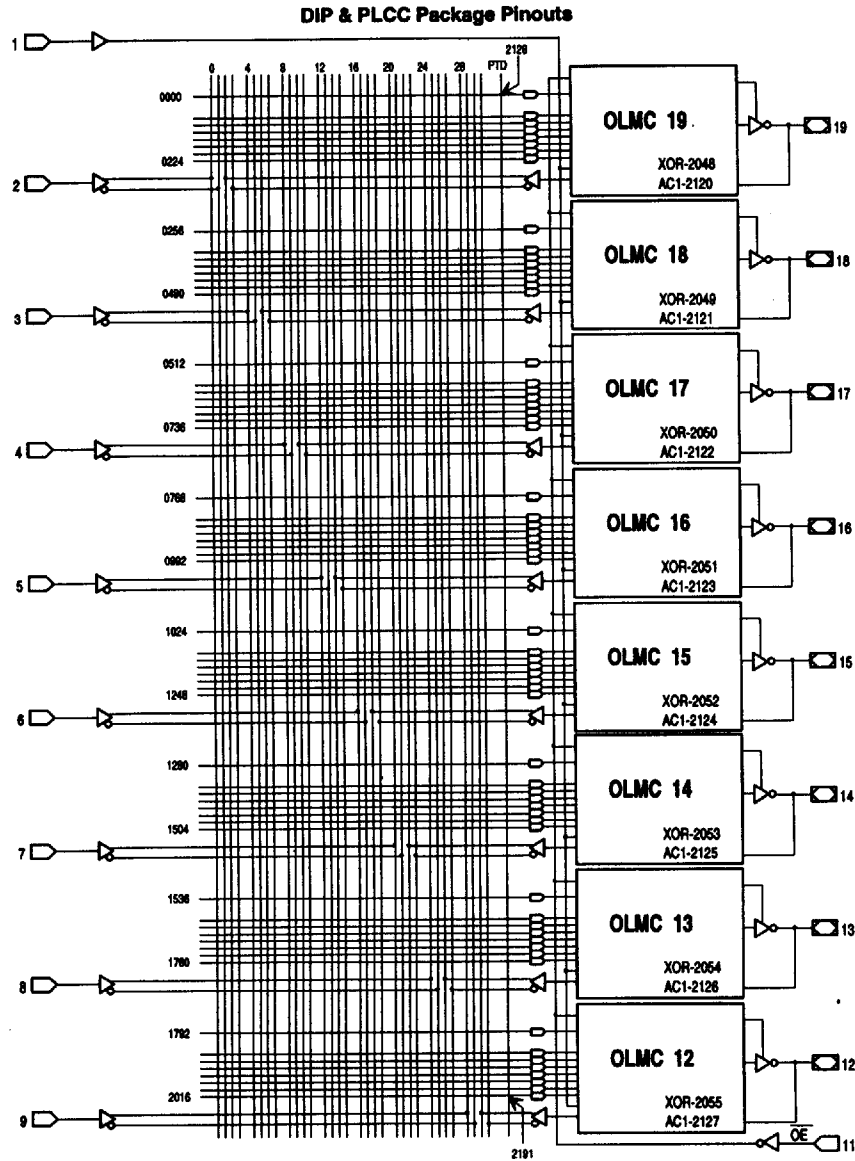 DIP & PLCC Package Pinouts
1
2128
0 4 8 12 16 20 24 28 PTD
0000
OLMC 19
19
0224
XOR-2048
2
AC1-2120
0256
OLMC 18
18
0480
XOR-2049
3
AC1-2121
0512
OLMC 17
17
0736
XOR-2050
4
AC1-2122
0768
OLMC 16
16
0992
XOR-2051
5
AC1-2123
1024
OLMC 15
15
1248
XOR-2052
6
AC1-2124
1280
OLMC 14
14
1504
XOR-2053
7
AC1-2125
1536
OLMC 13
13
1760
XOR-2054
8
AC1-2126
1792
OLMC 12
12
2016
XOR-2055
9
AC1-2127
OE
11
2191